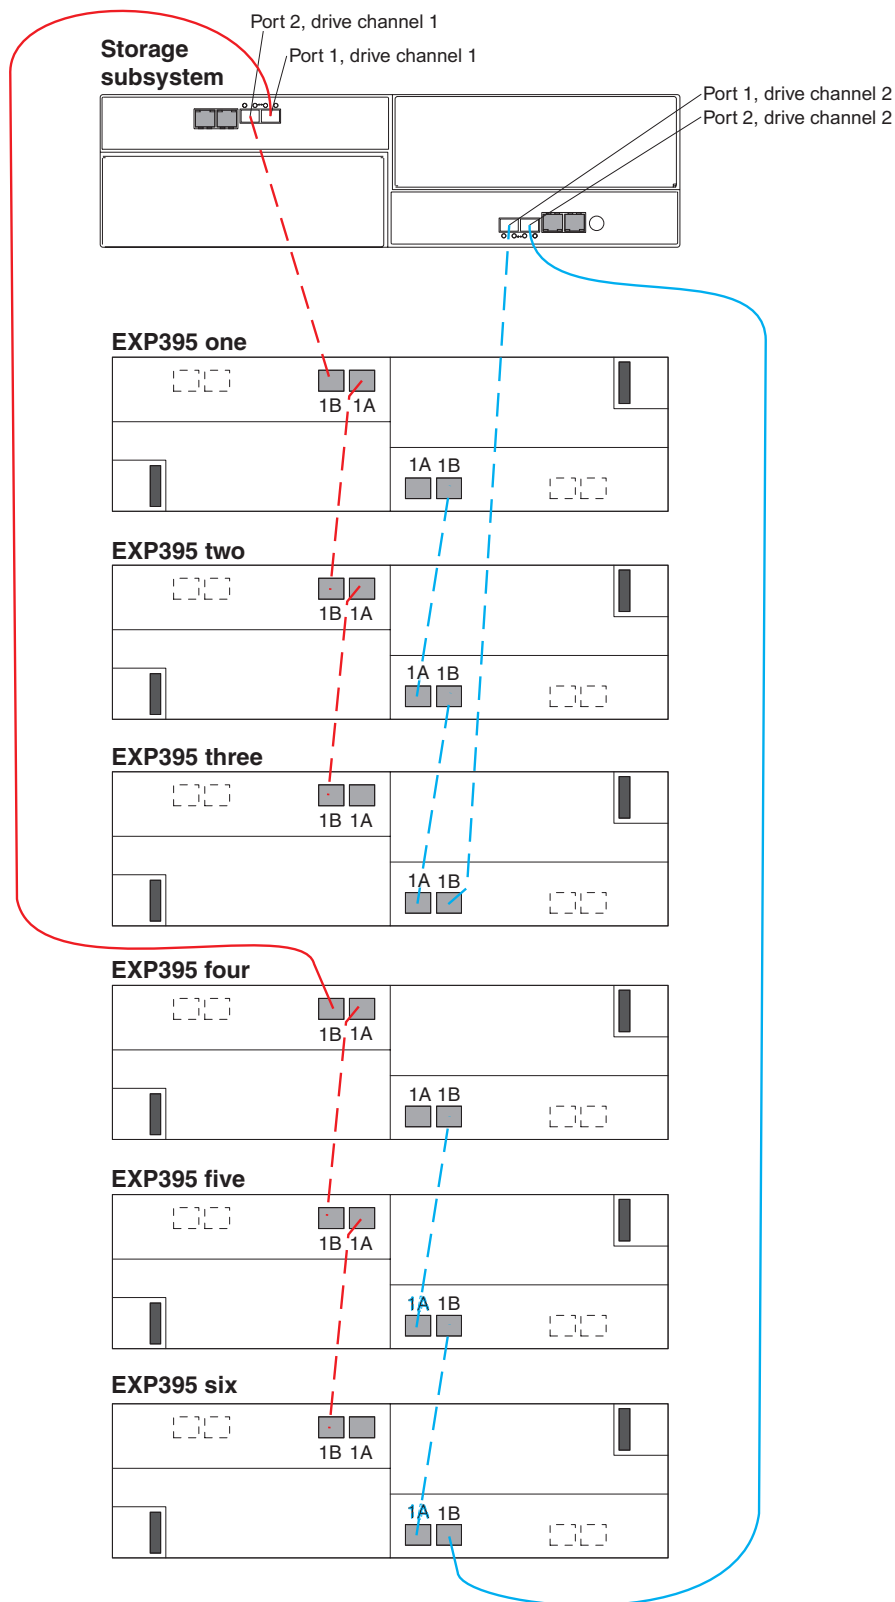 Port 2, drive channel 1
Storage
subsystem
Port 1, drive channel 1
Port 1, drive channel 2
Port 2, drive channel 2
EXP395 one
1B 1A
1A 1B
EXP395 two
1B 1A
1A 1B
EXP395 three
1B 1A
1A 1B
EXP395 four
1B 1A
1A 1B
EXP395 five
1B 1A
1A 1B
EXP395 six
1B 1A
1A 1B